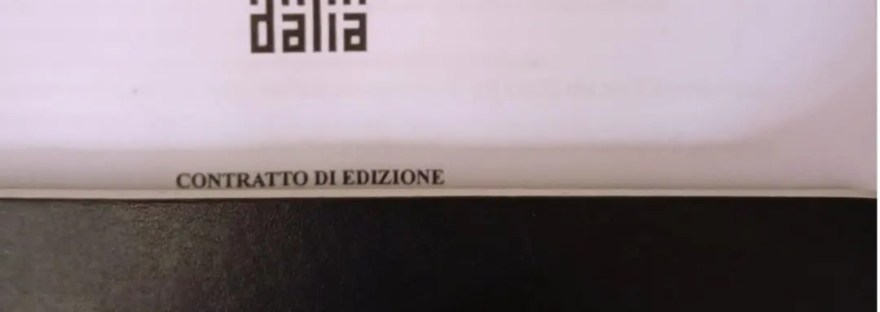 dalia
CONTRATTO DI EDIZIONE